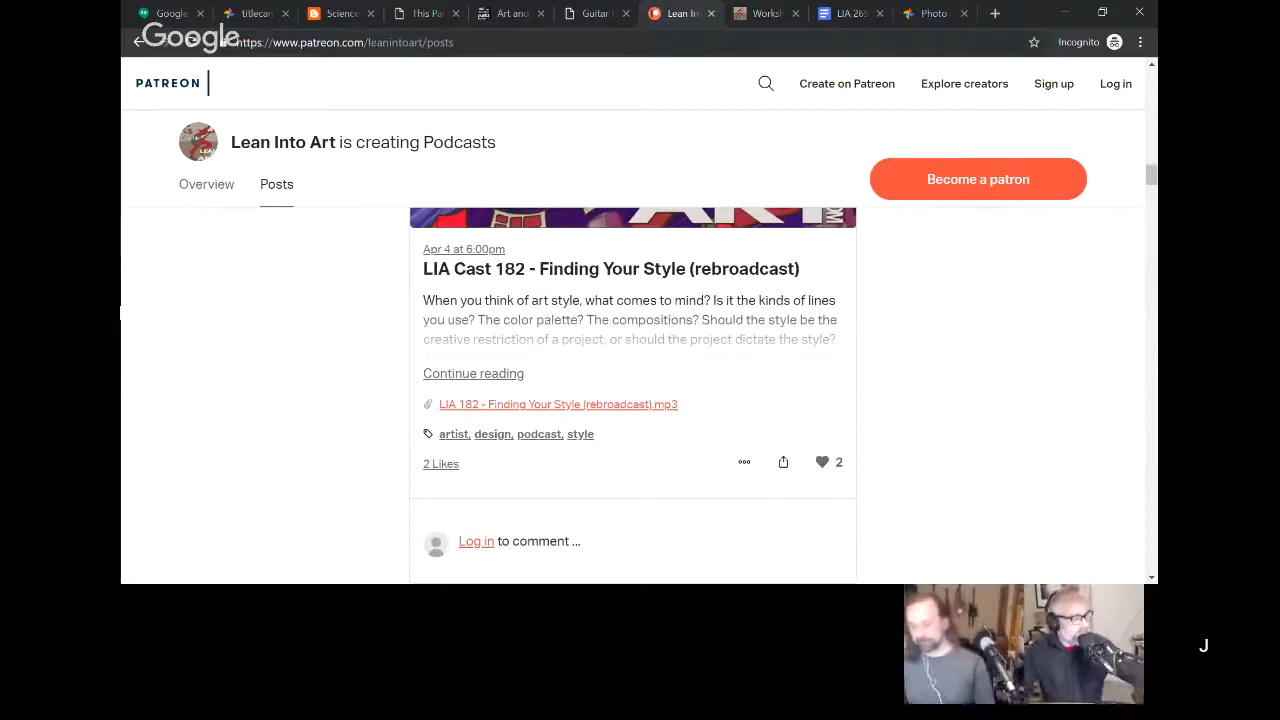 Google titlecar Science This Par Art and Guitar Lean In Worksh LIA 26 Photo
Google
https://www.patreon.com/leanintoart/posts
Incognito
PATREON
Create on Patreon Explore creators Sign up Log in
Lean Into Art is creating Podcasts
Overview Posts
Become a patron
ART
Apr 4 at 6:00pm
LIA Cast 182 - Finding Your Style (rebroadcast)
When you think of art style, what comes to mind? Is it the kinds of lines
you use? The color palette? The compositions? Should the style be the
creative restriction of a project, or should the project dictate the style?
Continue reading
LIA 182 - Finding Your Style (rebroadcast).mp3
artist, design, podcast, style
2 Likes
2
Log in to comment ...
J